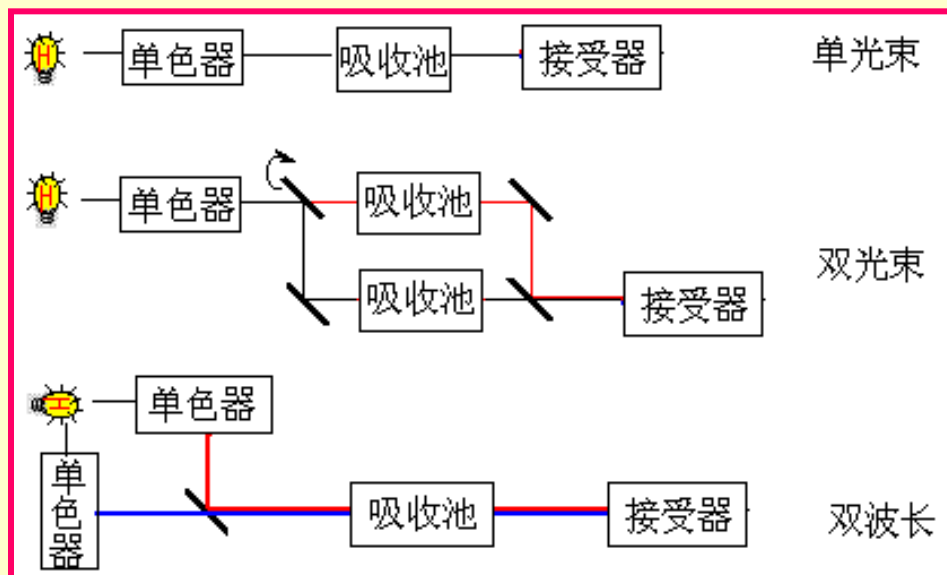 单色器 吸收池 接受器 单光束
单色器 吸收池
吸收池 接受器 双光束
单色器
单色器 吸收池 接受器 双波长